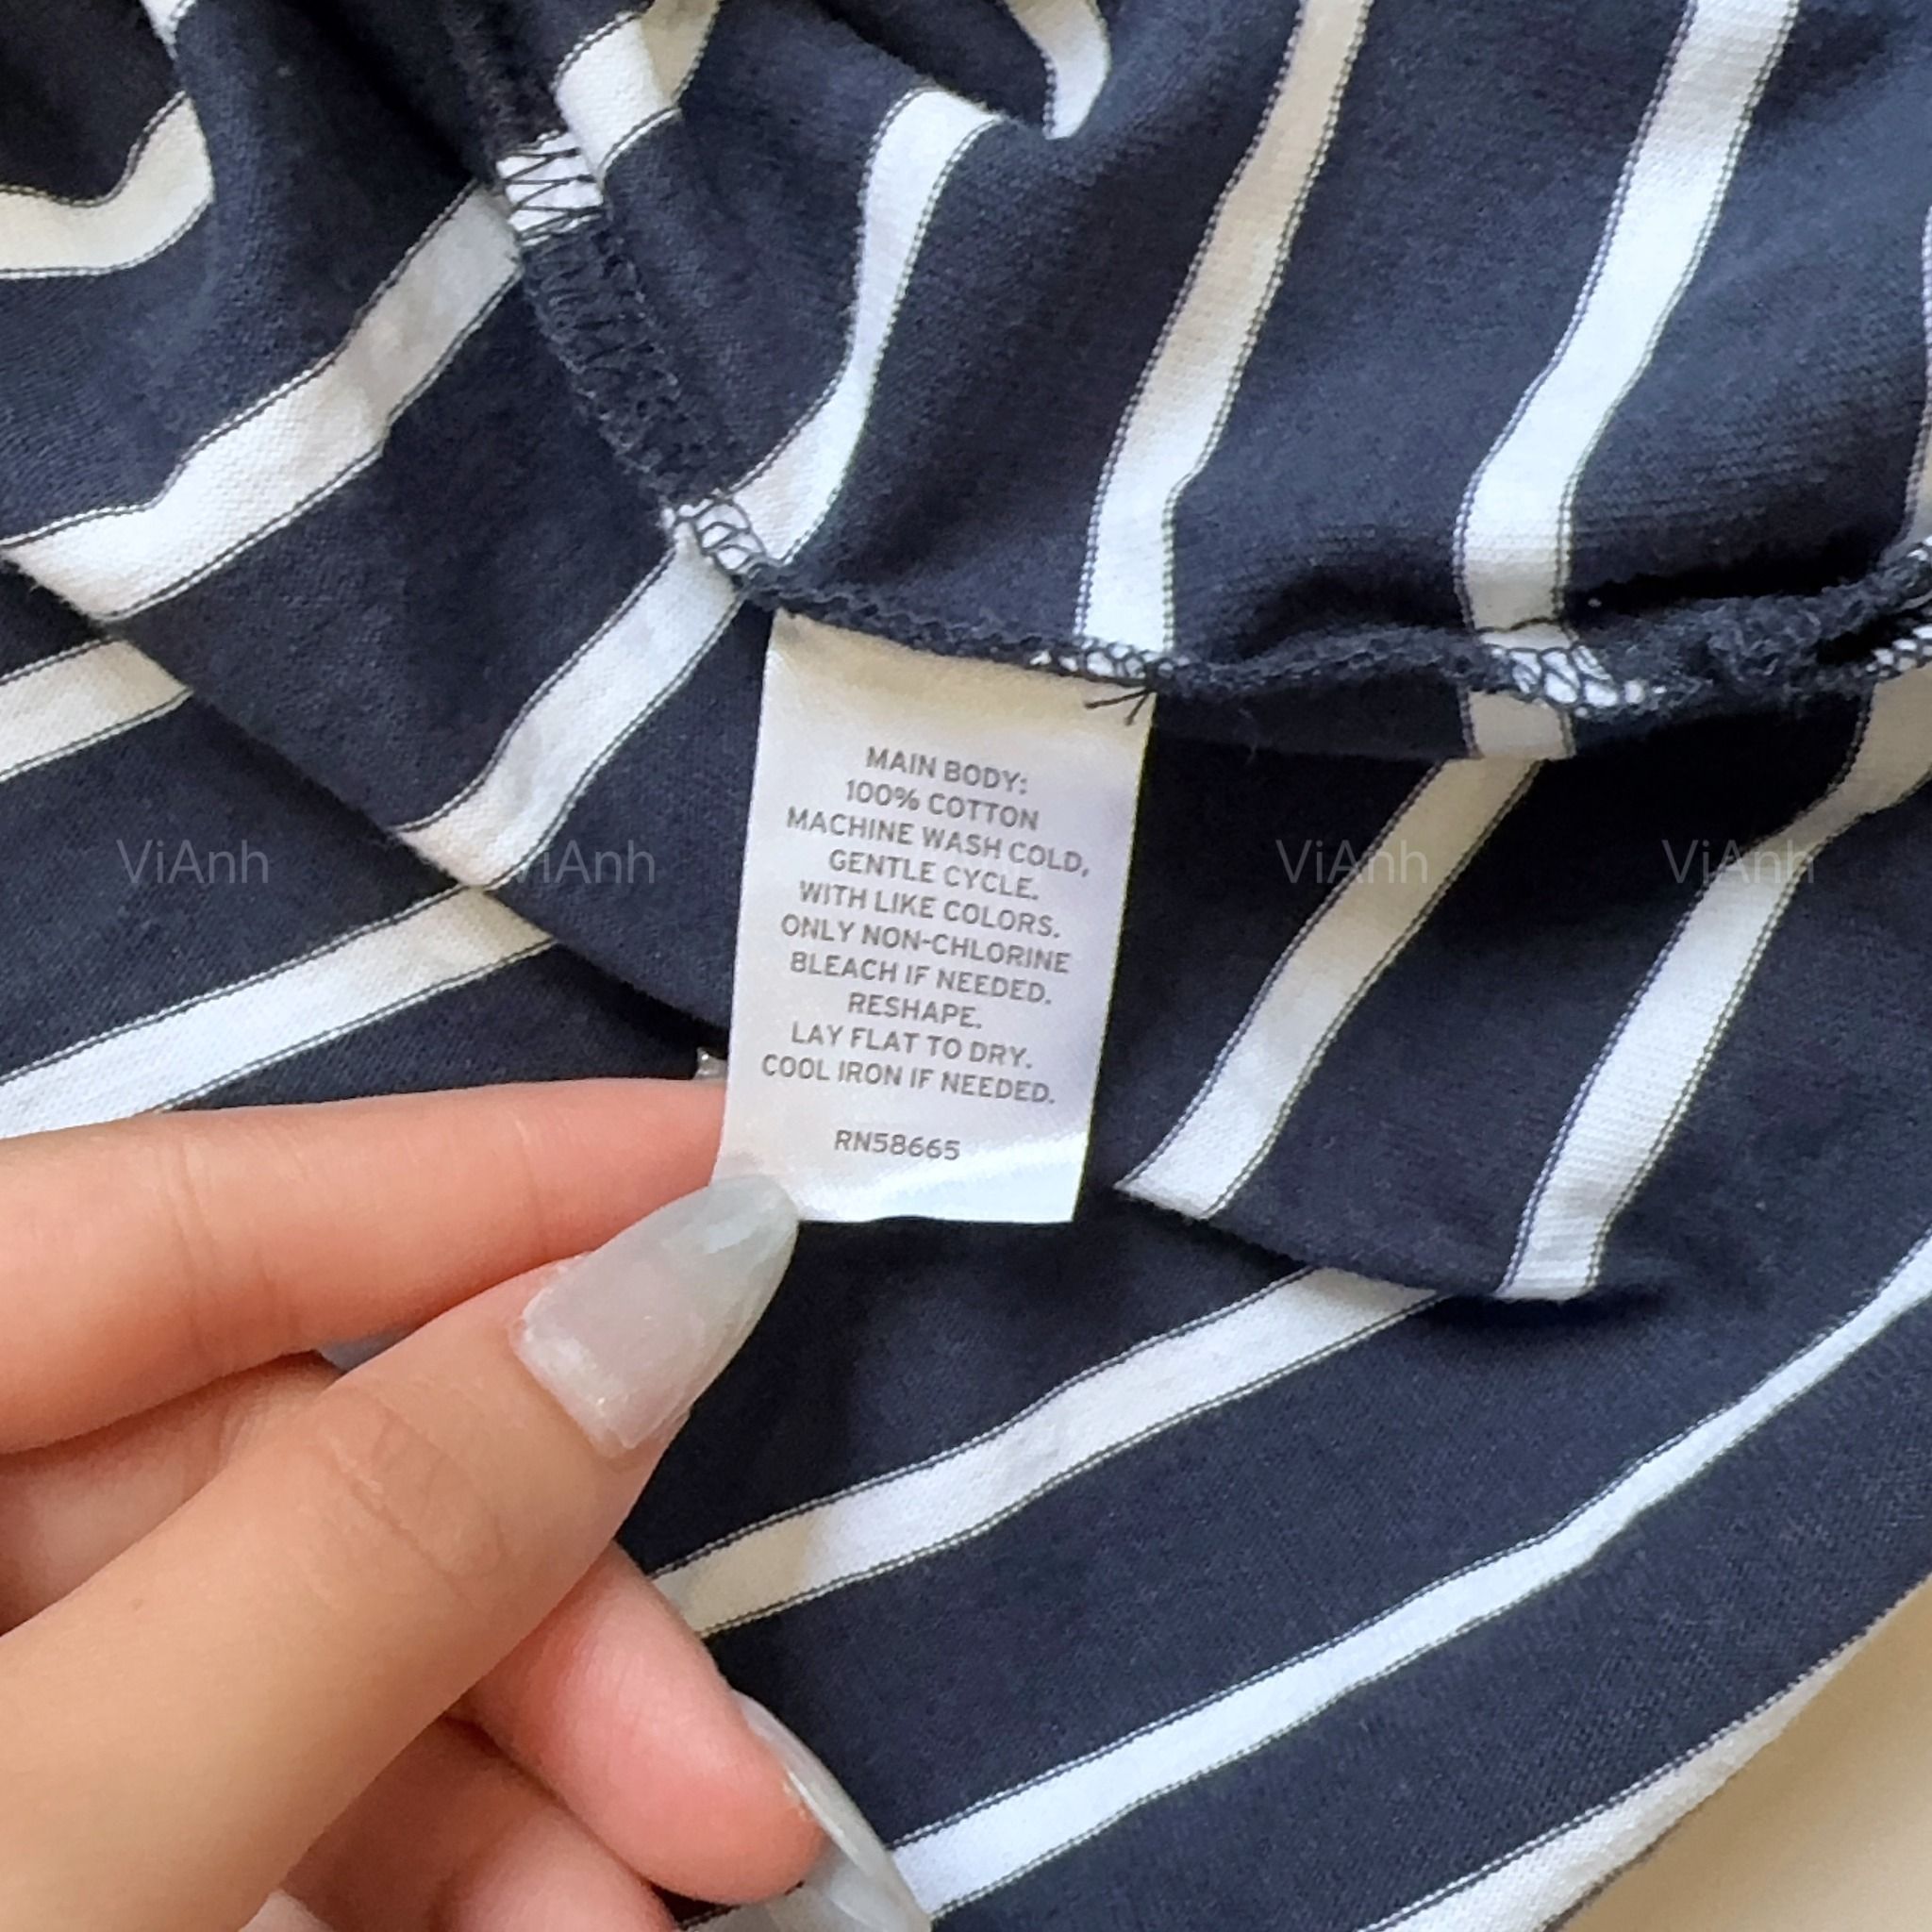 MAIN BODY:
100% COTTON
MACHINE WASH COLD,
GENTLE CYCLE.
WITH LIKE COLORS.
ONLY NON-CHLORINE
BLEACH IF NEEDED.
RESHAPE.
LAY FLAT TO DRY.
COOL IRON IF NEEDED.
RN58665
ViAnh ViAnh ViAnh ViAnh